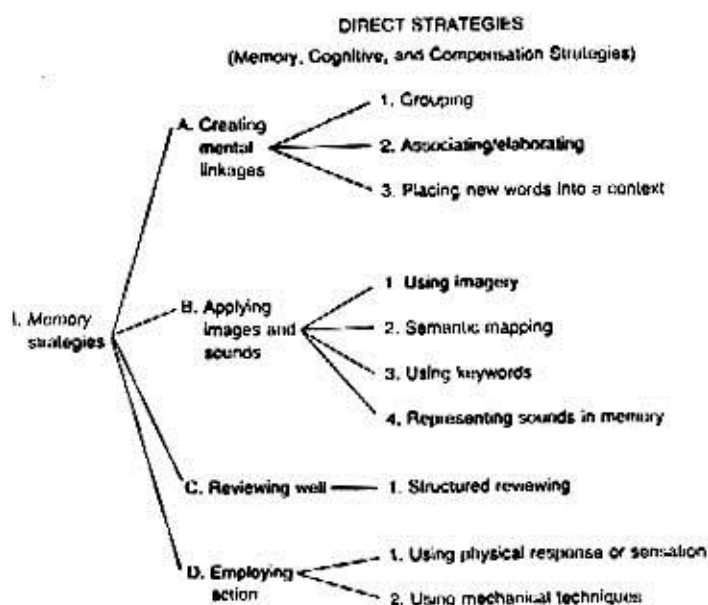 DIRECT STRATEGIES
(Memory, Cognitive, and Compensation Strategies)
I. Memory
strategies
A. Creating
mental
linkages
1. Grouping
2. Associating/elaborating
3. Placing new words into a context
B. Applying
images and
sounds
1 Using imagery
2. Semantic mapping
3. Using keywords
4. Representing sounds in memory
C. Reviewing well
1. Structured reviewing
D. Employing
action
1. Using physical response or sensation
2. Using mechanical techniques